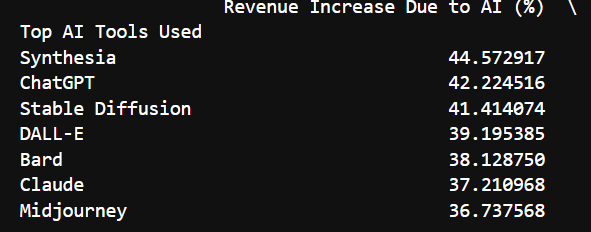 Revenue Increase Due to AI (%)  \
Top AI Tools Used
Synthesia 44.572917
ChatGPT 42.224516
Stable Diffusion 41.414074
DALL-E 39.195385
Bard 38.128750
Claude 37.210968
Midjourney 36.737568